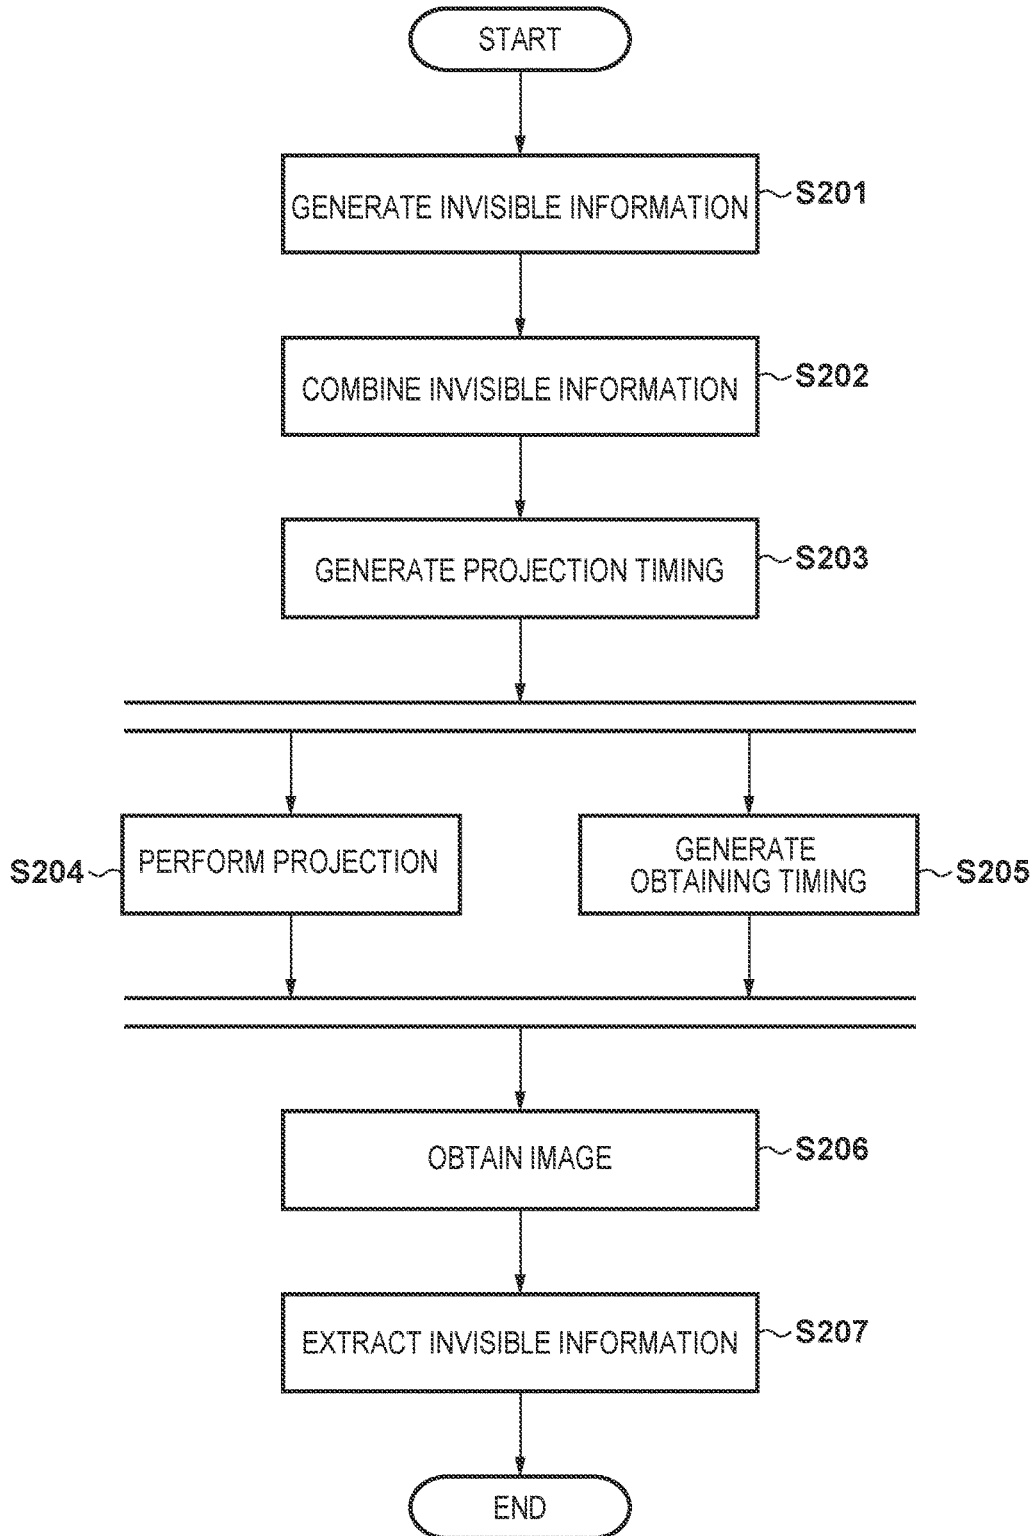 START
GENERATE INVISIBLE INFORMATION
S201
COMBINE INVISIBLE INFORMATION
S202
GENERATE PROJECTION TIMING
S203
S204
PERFORM PROJECTION
GENERATE
OBTAINING TIMING
S205
OBTAIN IMAGE
S206
EXTRACT INVISIBLE INFORMATION
S207
END